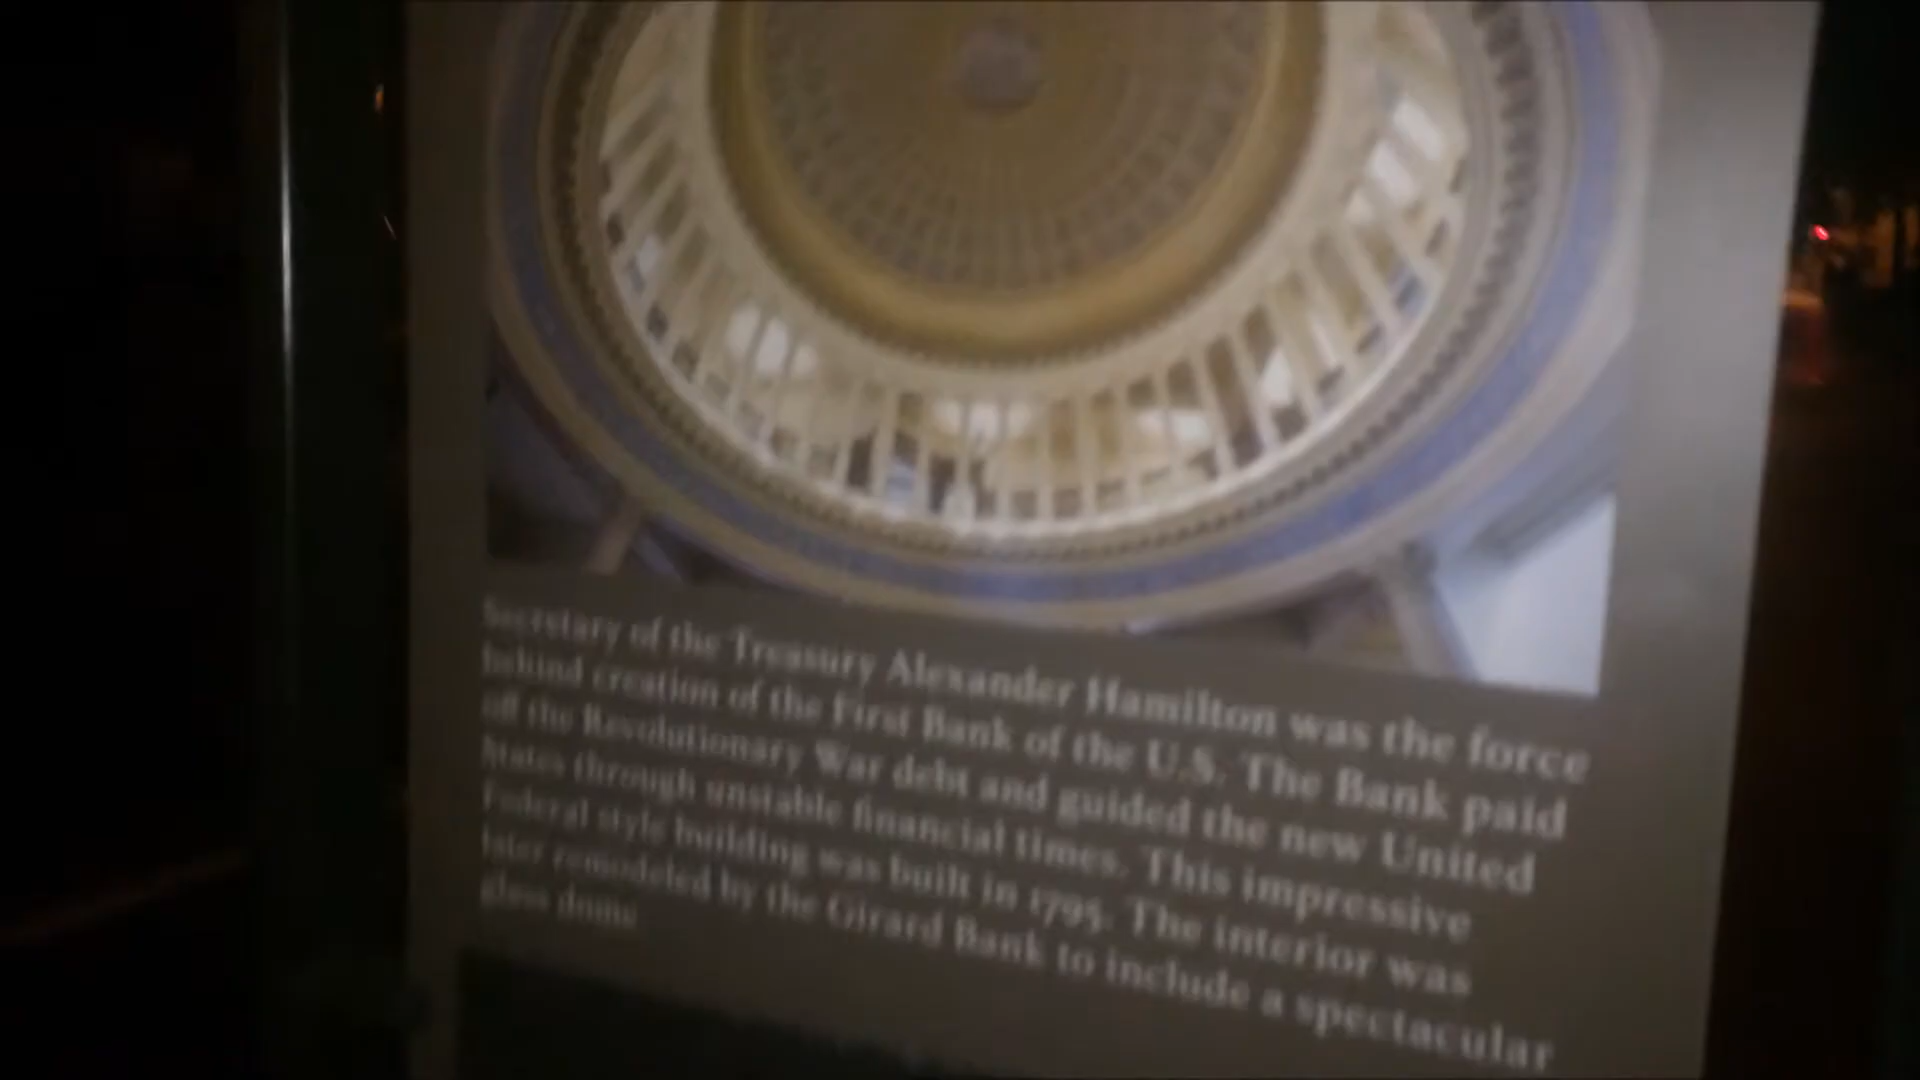 Secretary of the Treasury Alexander Hamilton was the force
behind creation of the First Bank of the U.S. The Bank paid
off the Revolutionary War debt and guided the new United
States through unstable financial times. This impressive
Federal style building was built in 1795. The interior was
later remodeled by the Girard Bank to include a spectacular
glass dome